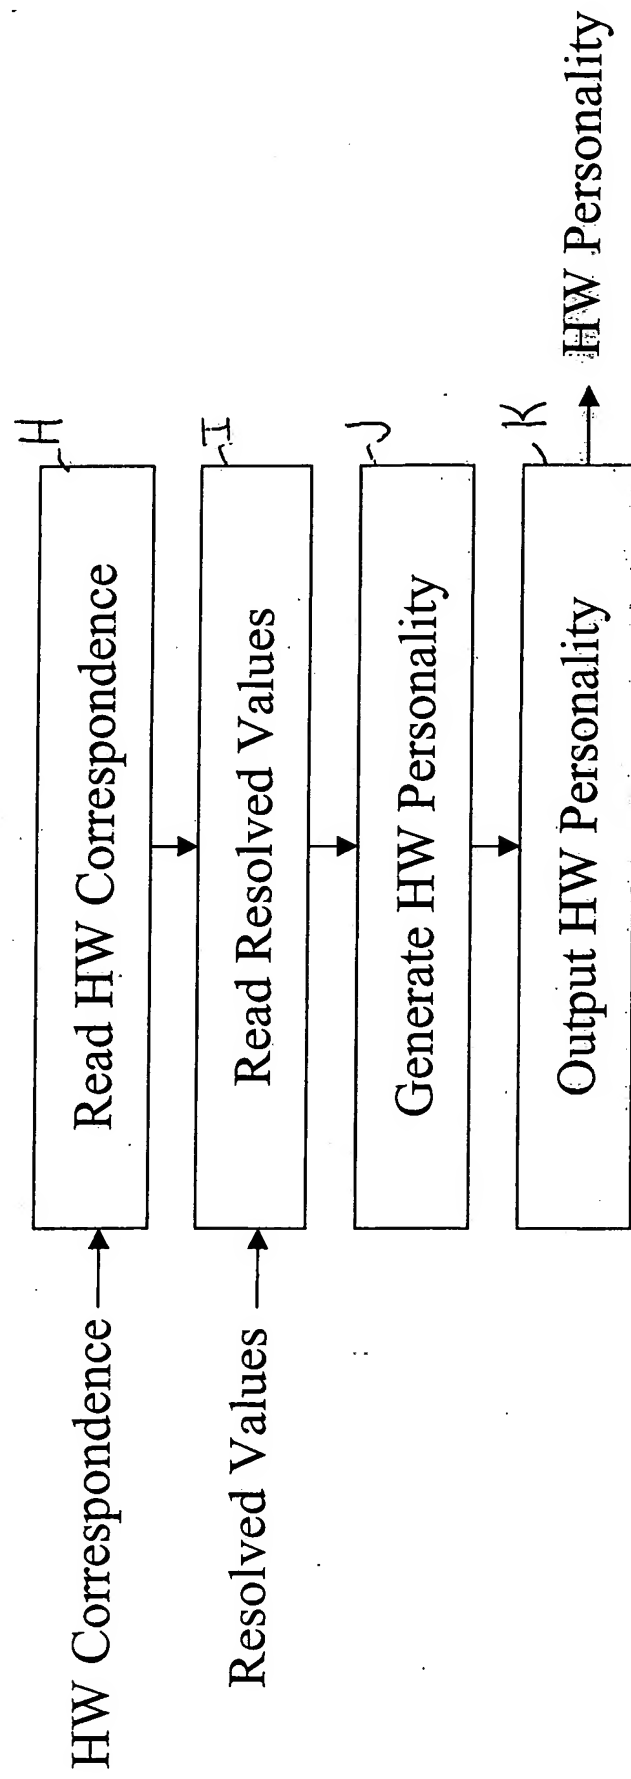 HW Correspondence
Read HW Correspondence
H
Resolved Values
Read Resolved Values
I
Generate HW Personality
J
Output HW Personality
K
HW Personality